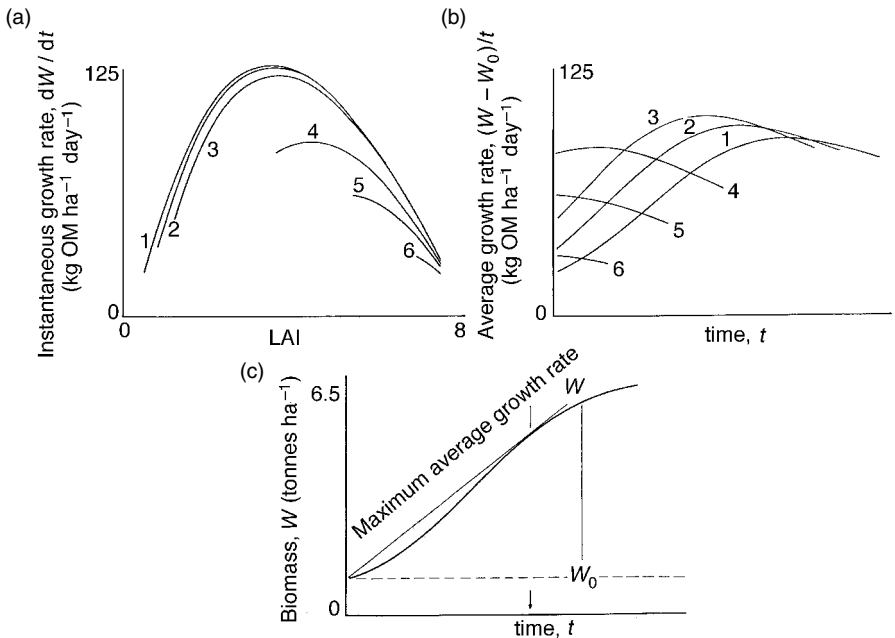 (a)
Instantaneous growth rate, dW / dt
(kg OM ha⁻¹ day⁻¹)
125
0
1
2
3
4
5
6
0
LAI
8
(b)
Average growth rate, (W – W₀)/t
(kg OM ha⁻¹ day⁻¹)
125
0
3
2
1
4
5
6
time, t
(c)
Biomass, W (tonnes ha⁻¹)
6.5
0
Maximum average growth rate
W
W₀
time, t